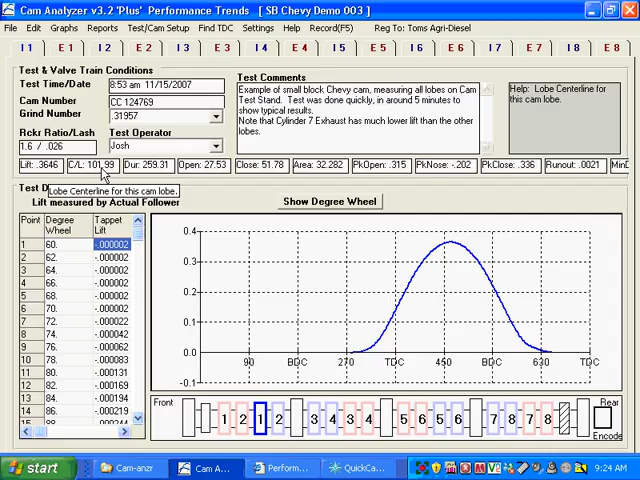 Cam Analyzer v3.2 'Plus' Performance Trends [ SB Chevy Demo 003 ]
File Edit Graphs Reports Test/Cam Setup Find TDC Settings Help Record(F5) Reg To: Toms Agri-Diesel
I 1 E 1 I 2 E 2 I 3 E 3 I 4 E 4 I 5 E 5 I 6 E 6 I 7 E 7 I 8 E 8
Test & Valve Train Conditions
Test Time/Date 8:53 am 11/15/2007
Cam Number CC 124769
Grind Number .31957
Rckr Ratio/Lash Test Operator
1.6 / .026 Josh
Test Comments
Example of small block Chevy cam, measuring all lobes on Cam
Test Stand. Test was done quickly, in around 5 minutes to
show typical results.
Note that Cylinder 7 Exhaust has much lower lift than the other
lobes.
Help: Lobe Centerline for
this cam lobe.
Lift: .3646 C/L: 101.99 Dur: 259.31 Open: 27.53 Close: 51.78 Area: 32.282 PkOpen: .315 PkNose: -.202 PkClose: .336 Runout: .0021 MinD
Lobe Centerline for this cam lobe.
Test D
Lift measured by Actual Follower
Show Degree Wheel
Point Degree Wheel Tappet Lift
1 60. -.000002
2 62. -.000002
3 64. -.000002
4 66. -.000002
5 68. -.000002
6 70. -.000002
7 72. -.000022
8 74. -.000042
9 76. -.000062
10 78. -.000083
11 80. -.000131
12 82. -.000169
13 84. -.000194
14 86. -.000219
15 88. -.000244
0.4
0.3
0.2
0.1
0.0
-0.1
90 BDC 270 TDC 450 BDC 630 TDC
Front 1 2 1 2 3 4 3 4 5 6 5 6 7 8 7 8 Rear
Encode
start Cam-anzr Cam A... Perform... QuickCa... 9:24 AM